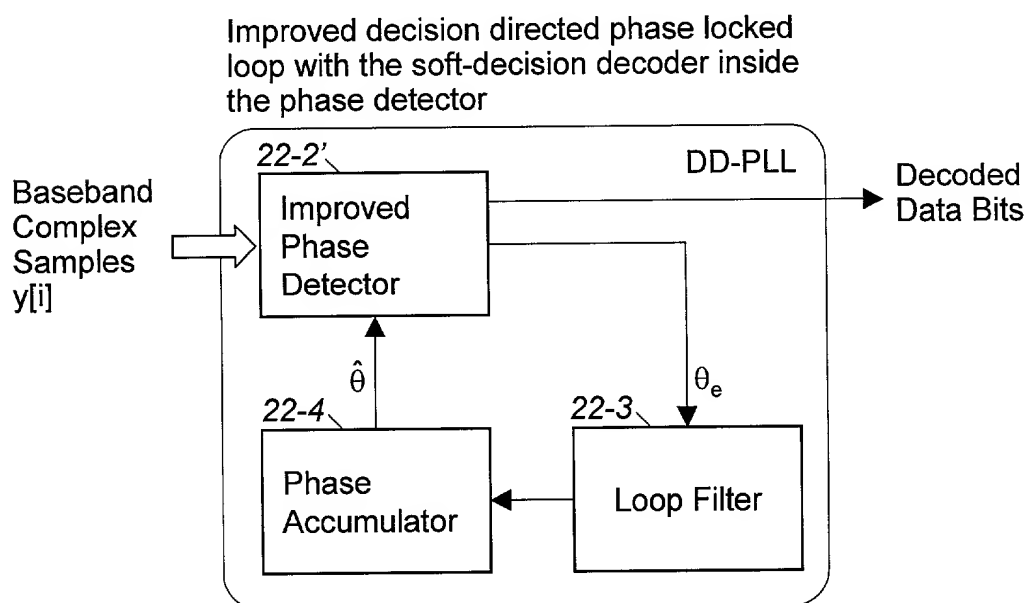 Improved decision directed phase locked
loop with the soft-decision decoder inside
the phase detector
22-2'
DD-PLL
Baseband
Complex
Samples
y[i]
Improved
Phase
Detector
Decoded
Data Bits
θ̂
θe
22-4
22-3
Phase
Accumulator
Loop Filter